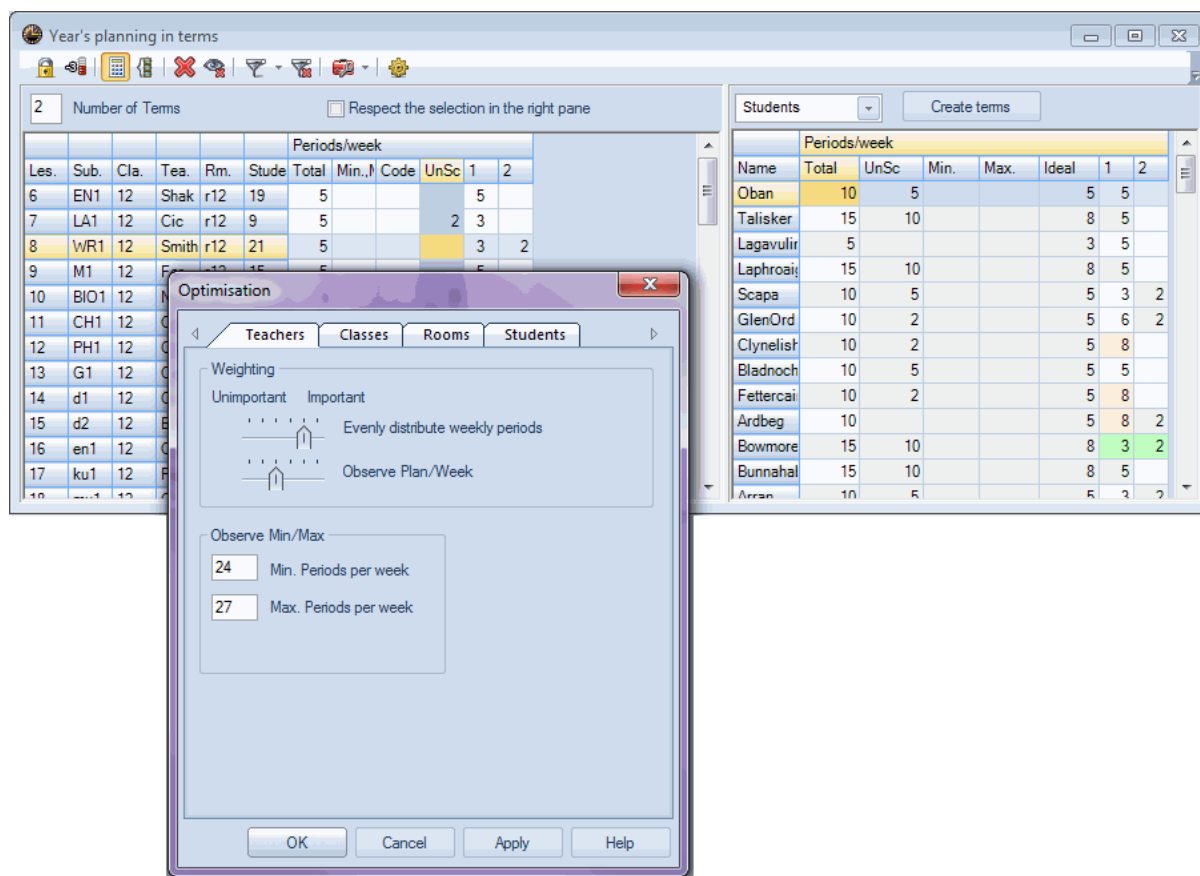 Year's planning in terms
2 Number of Terms Respect the selection in the right pane
Periods/week
Les. Sub. Cla. Tea. Rm. Stude Total Min., Code UnSc 1 2
6 EN1 12 Shak r12 19 5 5
7 LA1 12 Cic r12 9 5 2 3
8 WR1 12 Smith r12 21 5 3 2
9 M1 12
10 BIO1 12
11 CH1 12
12 PH1 12
13 G1 12
14 d1 12
15 d2 12
16 en1 12
17 ku1 12
Students Create terms
Periods/week
Name Total UnSc Min. Max. Ideal 1 2
Oban 10 5 5 5
Talisker 15 10 8 5
Lagavulir 5 3 5
Laphroaig 15 10 8 5
Scapa 10 5 5 3 2
GlenOrd 10 2 5 6 2
Clynelish 10 2 5 8
Bladnoch 10 5 5 5
Fettercai 10 2 5 8
Ardbeg 10 5 8 2
Bowmore 15 10 8 3 2
Bunnahal 15 10 8 5
Arran 10 5 5 3 2
Optimisation
Teachers Classes Rooms Students
Weighting
Unimportant Important
Evenly distribute weekly periods
Observe Plan/Week
Observe Min/Max
24 Min. Periods per week
27 Max. Periods per week
OK Cancel Apply Help